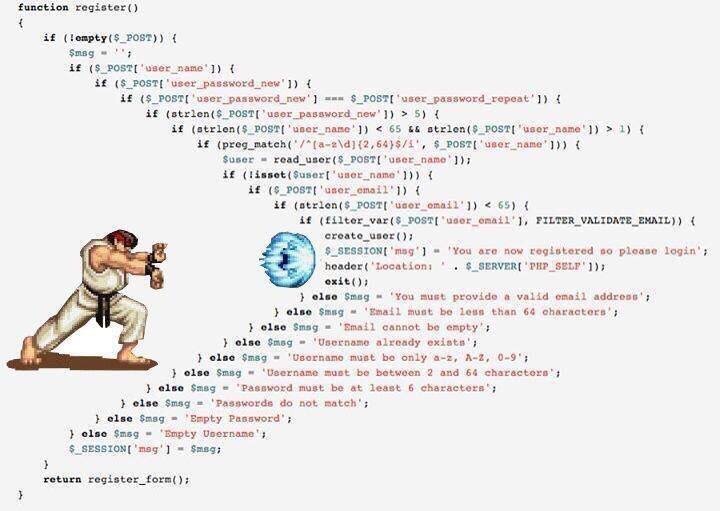 function register()
{
if (!empty($_POST)) {
$msg = '';
if ($_POST['user_name']) {
if ($_POST['user_password_new']) {
if ($_POST['user_password_new'] === $_POST['user_password_repeat']) {
if (strlen($_POST['user_password_new']) > 5) {
if (strlen($_POST['user_name']) < 65 && strlen($_POST['user_name']) > 1) {
if (preg_match('/^[a-z\d]{2,64}$/i', $_POST['user_name'])) {
$user = read_user($_POST['user_name']);
if (!isset($user['user_name'])) {
if ($_POST['user_email']) {
if (strlen($_POST['user_email']) < 65) {
if (filter_var($_POST['user_email'], FILTER_VALIDATE_EMAIL)) {
create_user();
$_SESSION['msg'] = 'You are now registered so please login';
header('Location: ' . $_SERVER['PHP_SELF']);
exit();
} else $msg = 'You must provide a valid email address';
} else $msg = 'Email must be less than 64 characters';
} else $msg = 'Email cannot be empty';
} else $msg = 'Username already exists';
} else $msg = 'Username must be only a-z, A-Z, 0-9';
} else $msg = 'Username must be between 2 and 64 characters';
} else $msg = 'Password must be at least 6 characters';
} else $msg = 'Passwords do not match';
} else $msg = 'Empty Password';
} else $msg = 'Empty Username';
$_SESSION['msg'] = $msg;
}
return register_form();
}